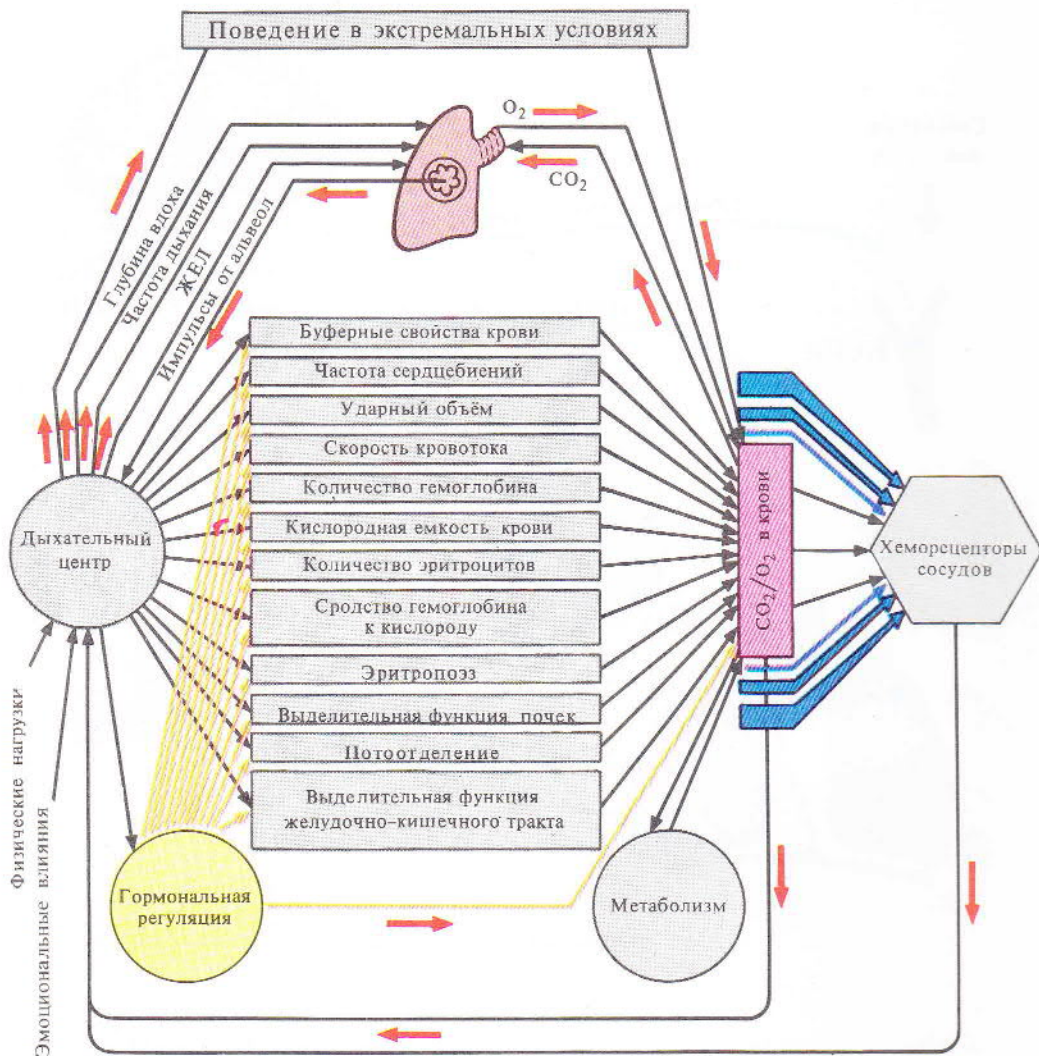 Поведение в экстремальных условиях
O₂
CO₂
Глубина вдоха
Частота дыхания
ЖЕЛ
Импульсы от альвеол
Буферные свойства крови
Частота сердцебиений
Ударный объём
Скорость кровотока
Количество гемоглобина
Кислородная емкость крови
Количество эритроцитов
Сродство гемоглобина
к кислороду
Эритропоэз
Выделительная функция почек
Потоотделение
Выделительная функция
желудочно-кишечного тракта
Дыхательный
центр
CO₂/O₂ в крови
Хеморецепторы
сосудов
Физические нагрузки
Эмоциональные влияния
Гормональная
регуляция
Метаболизм